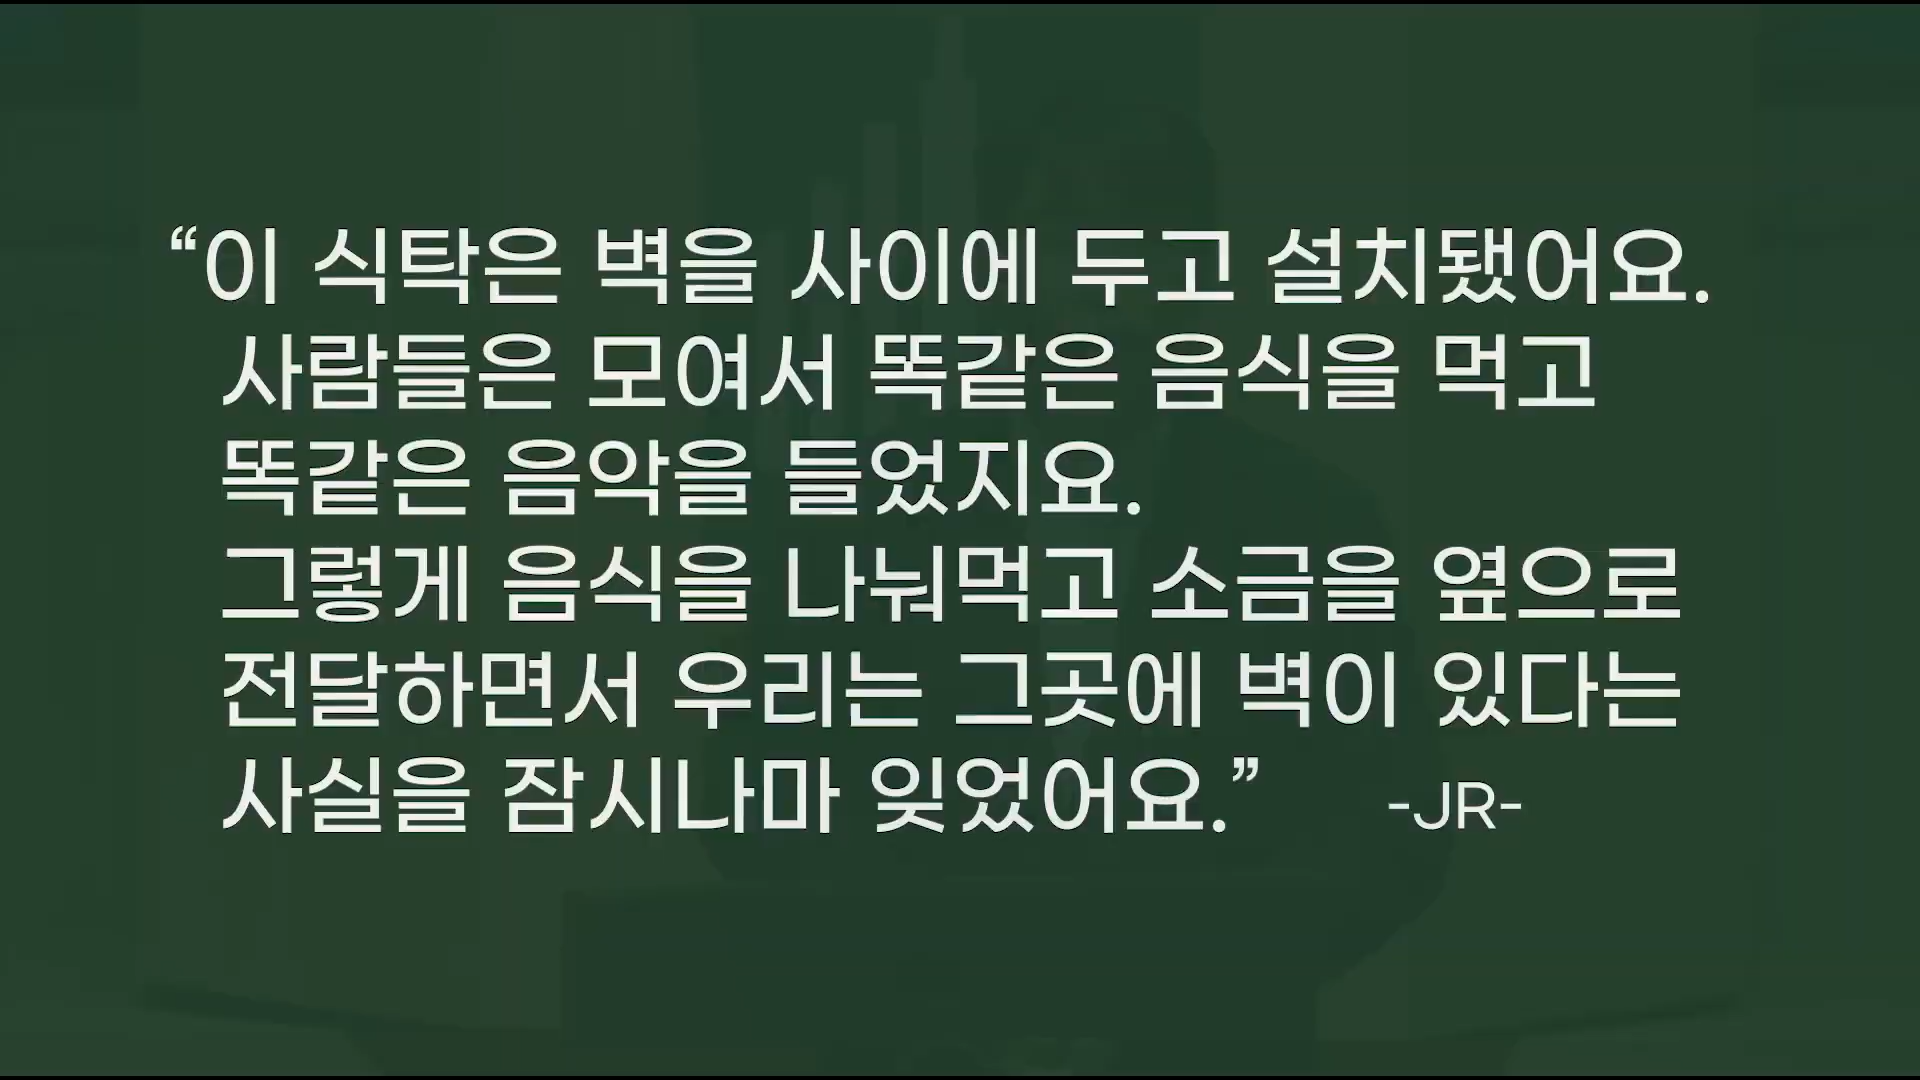 “이 식탁은 벽을 사이에 두고 설치됐어요.
사람들은 모여서 똑같은 음식을 먹고
똑같은 음악을 들었지요.
그렇게 음식을 나눠먹고 소금을 옆으로
전달하면서 우리는 그곳에 벽이 있다는
사실을 잠시나마 잊었어요.” -JR-